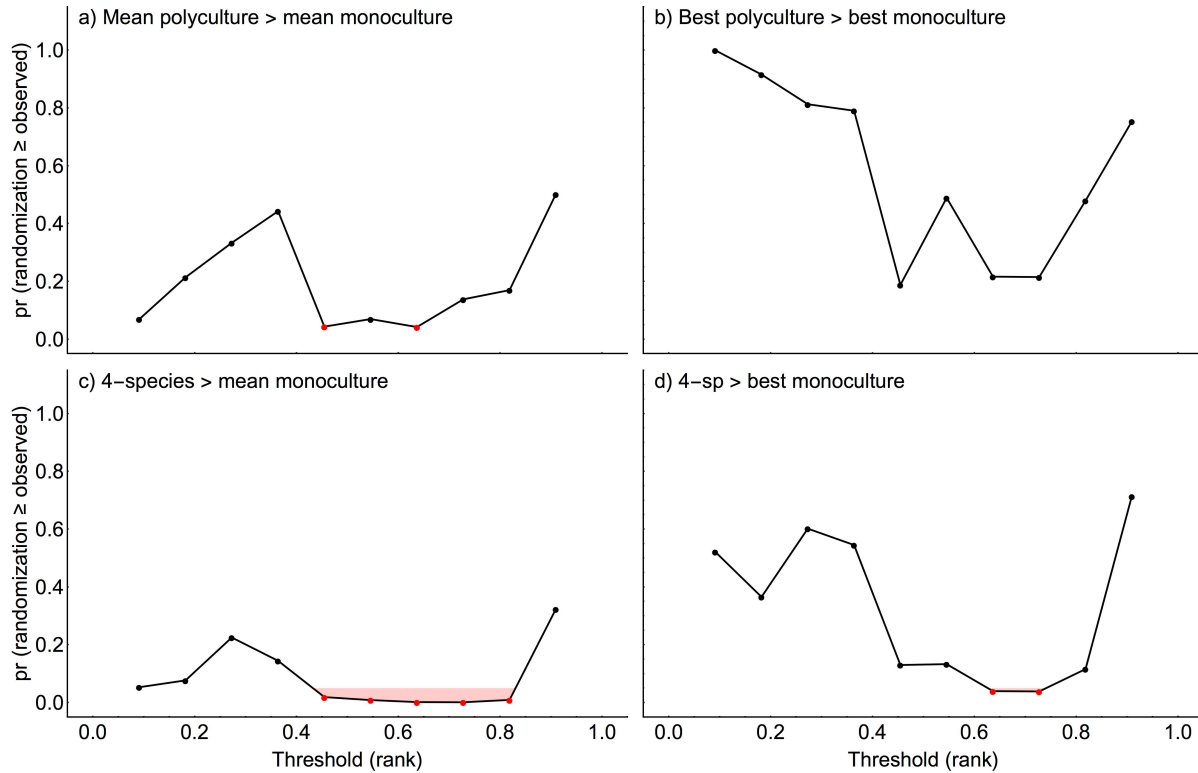 a) Mean polyculture > mean monoculture
b) Best polyculture > best monoculture
pr (randomization ≥ observed)
1.0
0.8
0.6
0.4
0.2
0.0
c) 4−species > mean monoculture
d) 4−sp > best monoculture
pr (randomization ≥ observed)
1.0
0.8
0.6
0.4
0.2
0.0
0.0 0.2 0.4 0.6 0.8 1.0
0.0 0.2 0.4 0.6 0.8 1.0
Threshold (rank)
Threshold (rank)